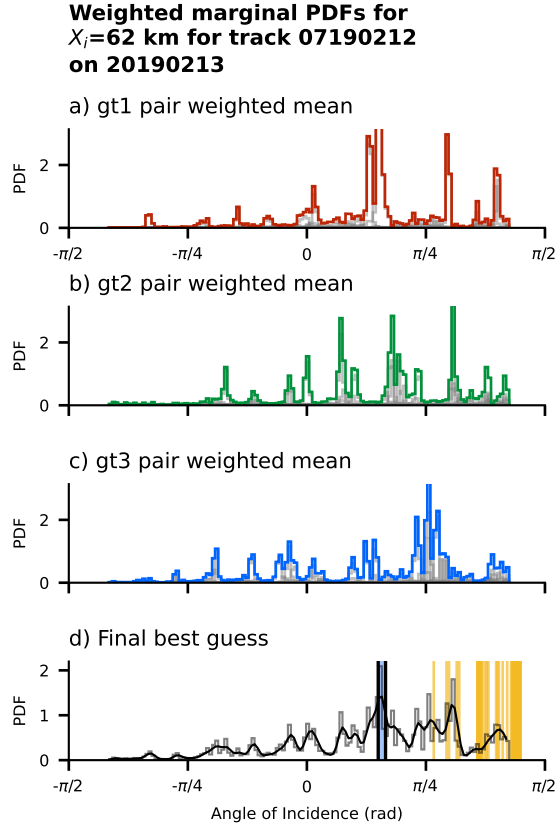 Weighted marginal PDFs for
Xi=62 km for track 07190212
on 20190213
a) gt1 pair weighted mean
PDF
2
0
-π/2 -π/4 0 π/4 π/2
b) gt2 pair weighted mean
PDF
2
0
c) gt3 pair weighted mean
PDF
2
0
d) Final best guess
PDF
2
1
0
-π/2 -π/4 0 π/4 π/2
Angle of Incidence (rad)